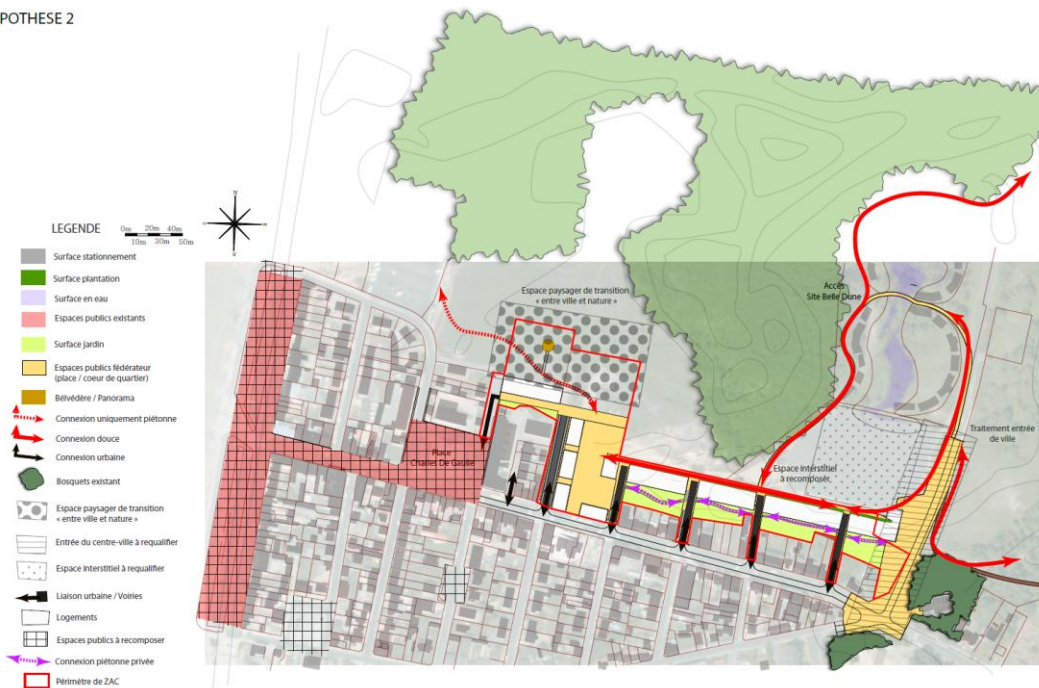 POTHESE 2
LEGENDE
0m 20m 40m
10m 30m 50m
Surface stationnement
Surface plantation
Surface en eau
Espaces publics existants
Surface jardin
Espaces publics fédérateur
(place / coeur de quartier)
Bélvédère / Panorama
Connexion uniquement piétonne
Connexion douce
Connexion urbaine
Bosquets existant
Espace paysager de transition
« entre ville et nature »
Entrée du centre-ville à requalifier
Espace interstitiel à requalifier
Liaison urbaine / Voiries
Logements
Espaces publics à recomposer
Connexion piétonne privée
Périmètre de ZAC
Espace paysager de transition
« entre ville et nature »
Accès
Site Belle Dune
Traitement entrée
de ville
Place
Charles De Gaulle
Espace interstitiel
à recomposer